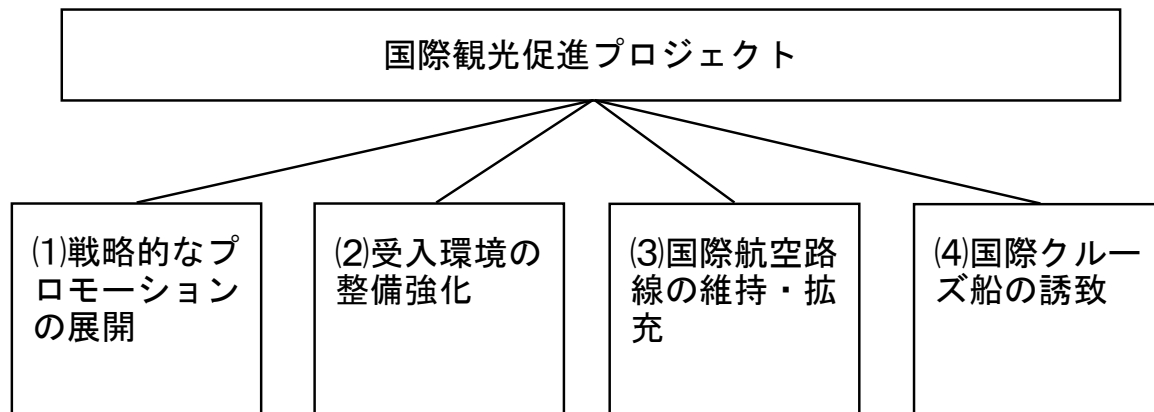 国際観光促進プロジェクト
⑴戦略的なプ
ロモーション
の展開
⑵受入環境の
整備強化
⑶国際航空路
線の維持・拡
充
⑷国際クルー
ズ船の誘致